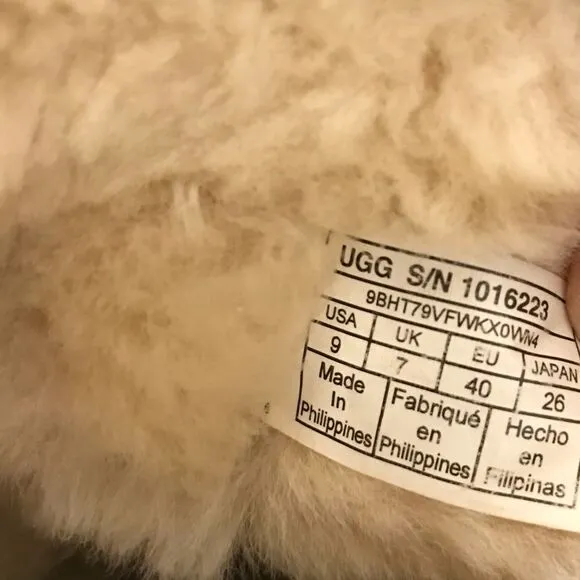 UGG S/N 1016223
9BHT79VFWKX0WN4
USA UK EU JAPAN
9 7 40 26
Made In Philippines
Fabriqué en Philippines
Hecho en Filipinas